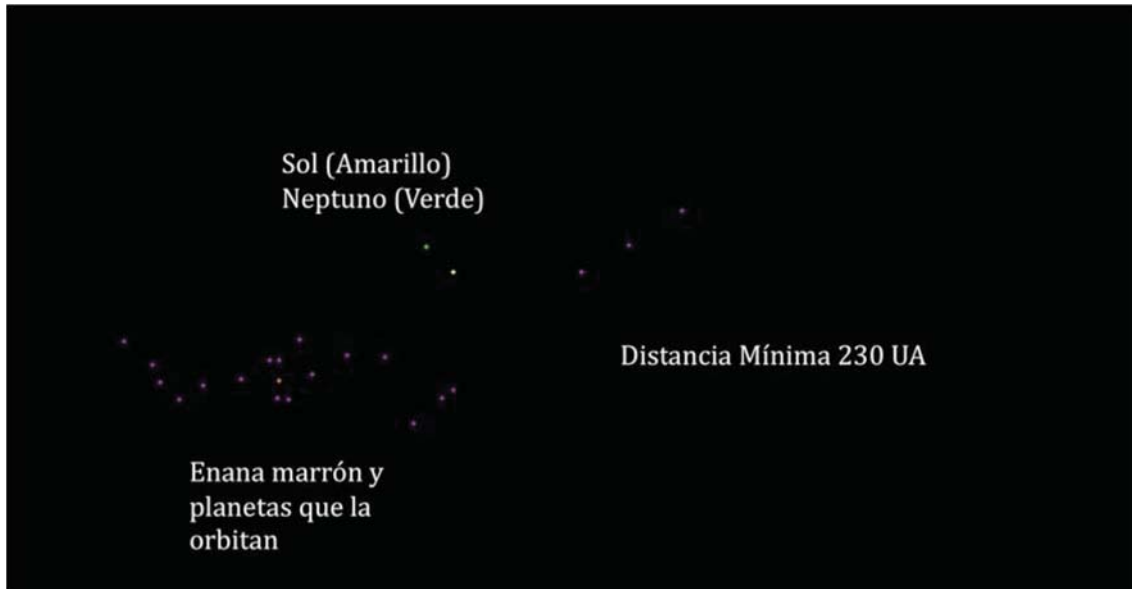 Sol (Amarillo)
Neptuno (Verde)
Distancia Mínima 230 UA
Enana marrón y
planetas que la
orbitan